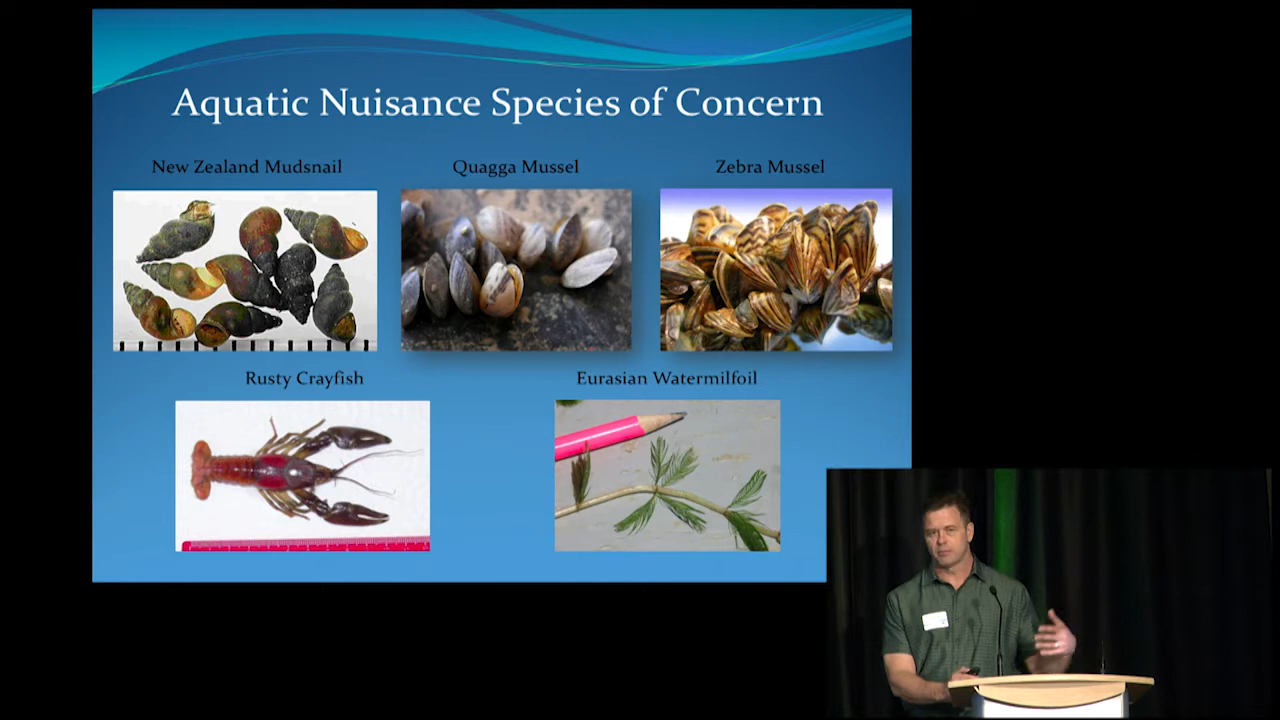 Aquatic Nuisance Species of Concern
New Zealand Mudsnail
Quagga Mussel
Zebra Mussel
Rusty Crayfish
Eurasian Watermilfoil